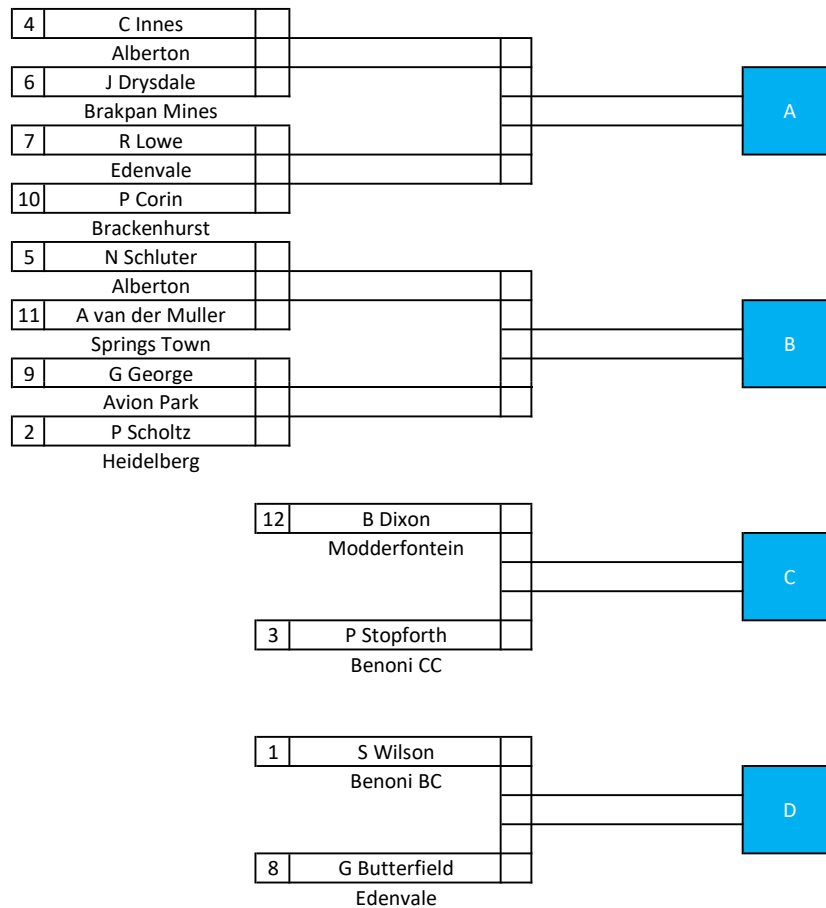 4 C Innes
Alberton
6 J Drysdale
Brakpan Mines
A
7 R Lowe
Edenvale
10 P Corin
Brackenhurst
5 N Schluter
Alberton
11 A van der Muller
Springs Town
B
9 G George
Avion Park
2 P Scholtz
Heidelberg
12 B Dixon
Modderfontein
C
3 P Stopforth
Benoni CC
1 S Wilson
Benoni BC
D
8 G Butterfield
Edenvale